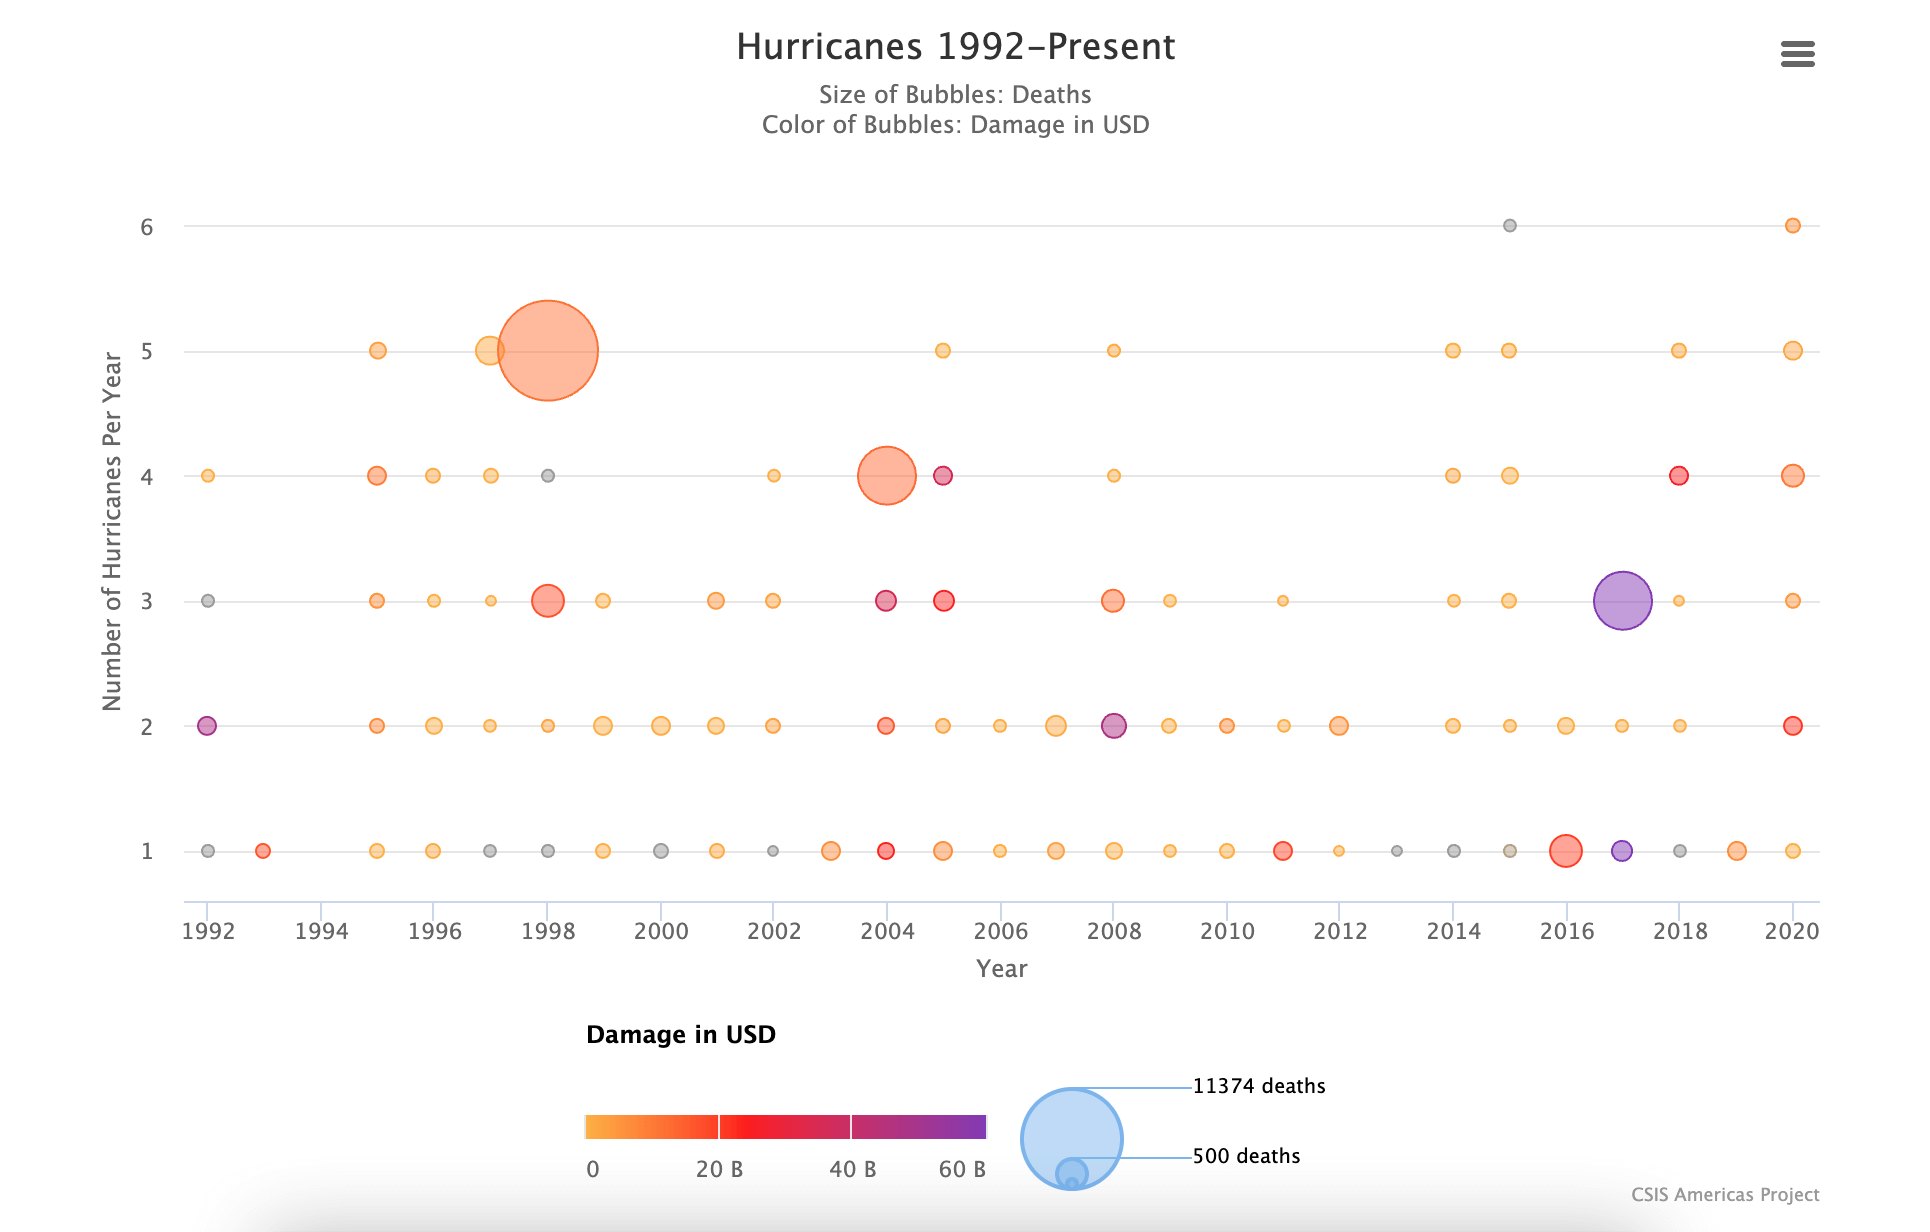 Hurricanes 1992–Present
Size of Bubbles: Deaths
Color of Bubbles: Damage in USD
Number of Hurricanes Per Year
6
5
4
3
2
1
1992 1994 1996 1998 2000 2002 2004 2006 2008 2010 2012 2014 2016 2018 2020
Year
Damage in USD
11374 deaths
500 deaths
0 20 B 40 B 60 B
CSIS Americas Project